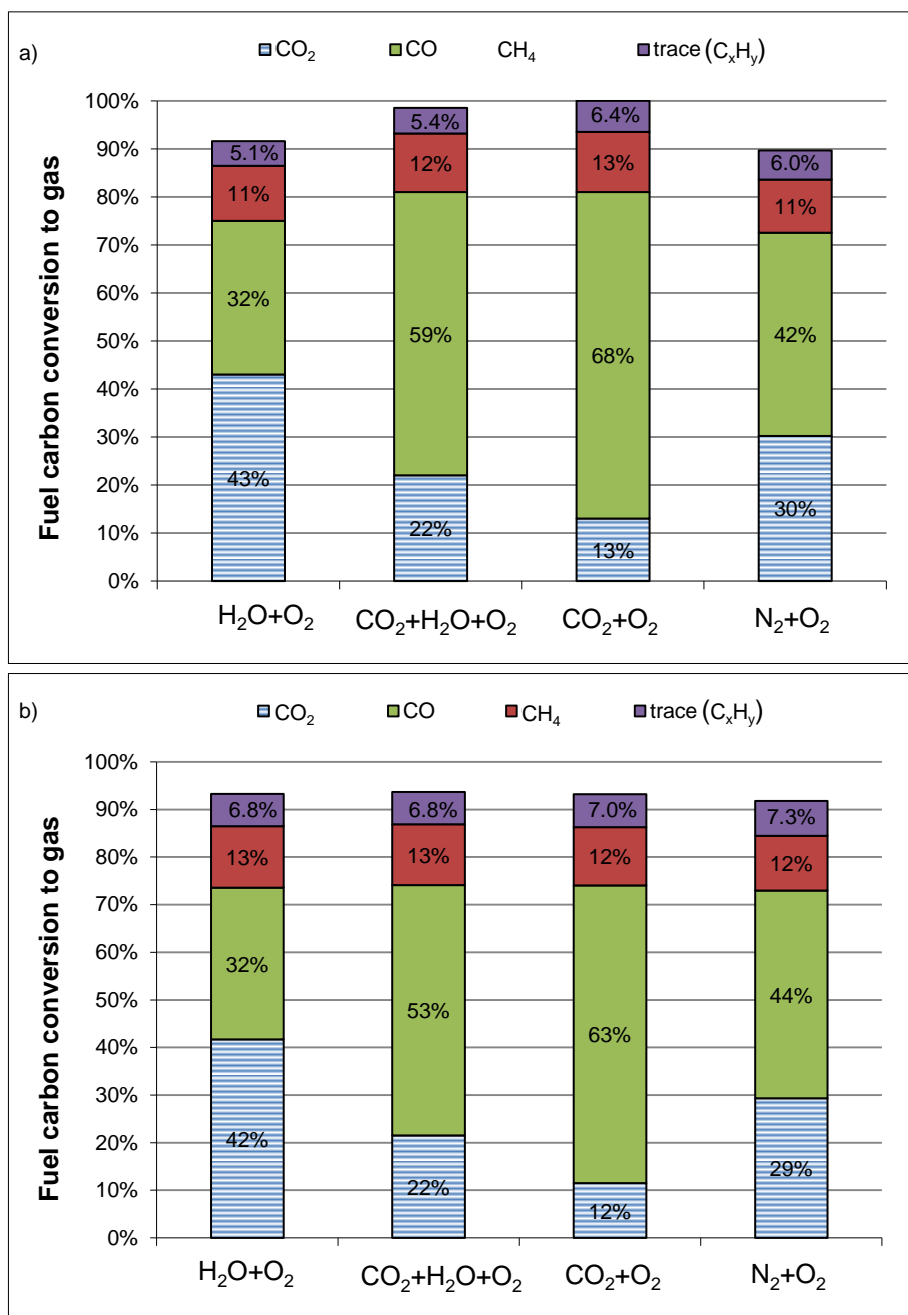 a)
CO₂ CO CH₄ trace (CₓHᵧ)
Fuel carbon conversion to gas
100%
90%
80%
70%
60%
50%
40%
30%
20%
10%
0%
5.1% 5.4% 6.4% 6.0%
11% 12% 13% 11%
32% 59% 68% 42%
43% 22% 13% 30%
H₂O+O₂ CO₂+H₂O+O₂ CO₂+O₂ N₂+O₂
b)
CO₂ CO CH₄ trace (CₓHᵧ)
Fuel carbon conversion to gas
100%
90%
80%
70%
60%
50%
40%
30%
20%
10%
0%
6.8% 6.8% 7.0% 7.3%
13% 13% 12% 12%
32% 53% 63% 44%
42% 22% 12% 29%
H₂O+O₂ CO₂+H₂O+O₂ CO₂+O₂ N₂+O₂